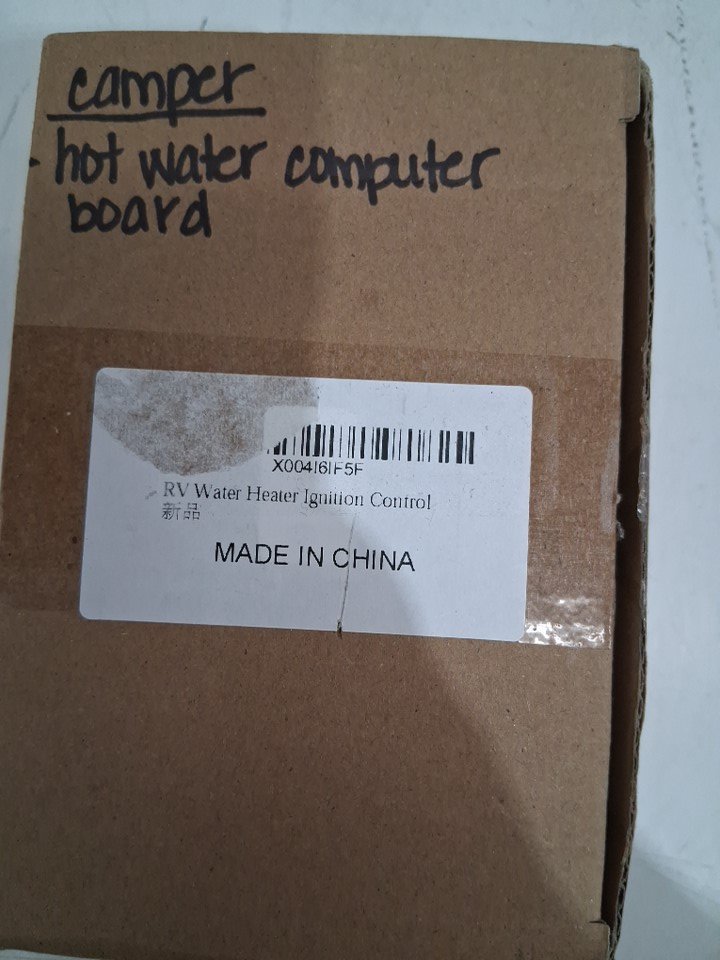 camper
hot water computer
board
X004I6IF5F
RV Water Heater Ignition Control
新品
MADE IN CHINA